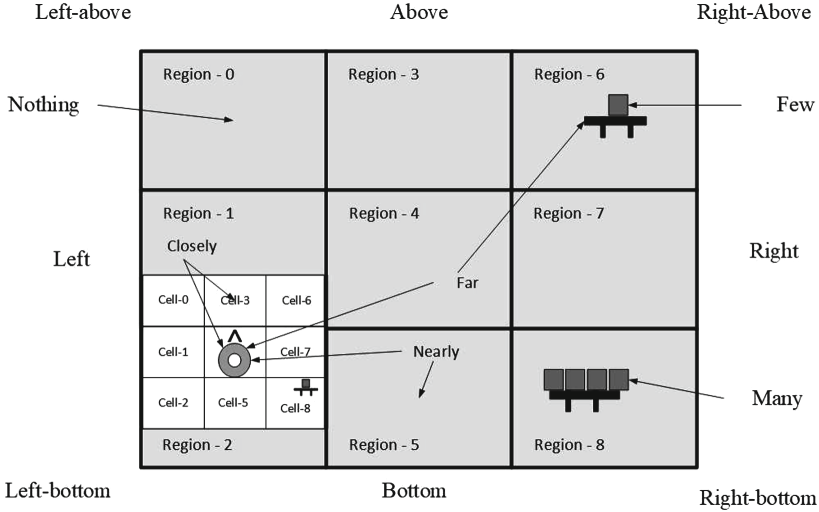 Left-above
Above
Right-Above
Region - 0
Region - 3
Region - 6
Nothing
Few
Region - 1
Region - 4
Region - 7
Closely
Left
Right
Far
Cell-0
Cell-3
Cell-6
Cell-1
Cell-7
Nearly
Cell-2
Cell-5
Cell-8
Many
Region - 2
Region - 5
Region - 8
Left-bottom
Bottom
Right-bottom